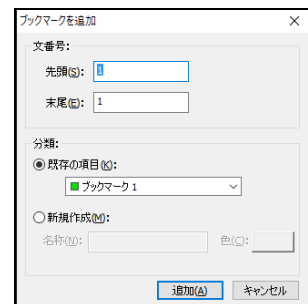 ブックマークを追加
文番号:
先頭(S): 1
末尾(E): 1
分類:
既存の項目(K):
ブックマーク 1
新規作成(M):
名称(N): 色(C):
追加(A) キャンセル